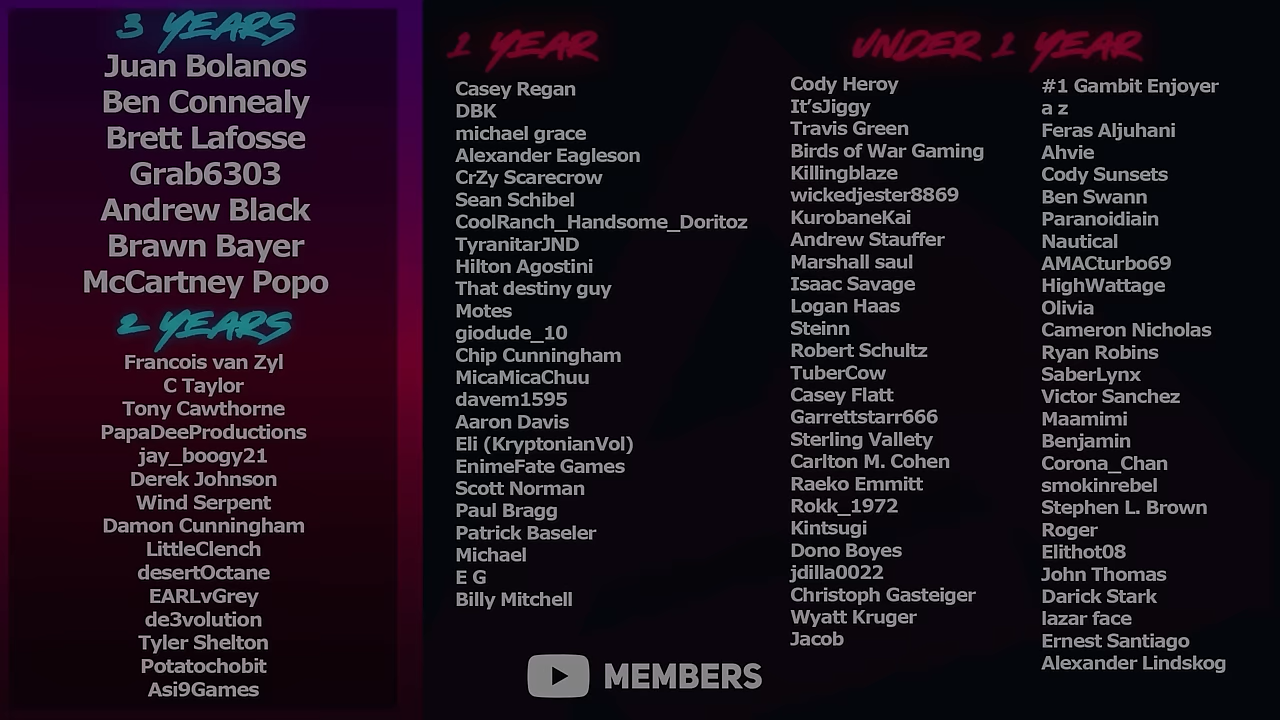 3 YEARS
Juan Bolanos
Ben Connealy
Brett Lafosse
Grab6303
Andrew Black
Brawn Bayer
McCartney Popo
2 YEARS
Francois van Zyl
C Taylor
Tony Cawthorne
PapaDeeProductions
jay_boogy21
Derek Johnson
Wind Serpent
Damon Cunningham
LittleClench
desertOctane
EARLvGrey
de3volution
Tyler Shelton
Potatochobit
Asi9Games
1 YEAR
Casey Regan
DBK
michael grace
Alexander Eagleson
CrZy Scarecrow
Sean Schibel
CoolRanch_Handsome_Doritoz
TyranitarJND
Hilton Agostini
That destiny guy
Motes
giodude_10
Chip Cunningham
MicaMicaChuu
davem1595
Aaron Davis
Eli (KryptonianVol)
EnimeFate Games
Scott Norman
Paul Bragg
Patrick Baseler
Michael
E G
Billy Mitchell
UNDER 1 YEAR
Cody Heroy
It’sJiggy
Travis Green
Birds of War Gaming
Killingblaze
wickedjester8869
KurobaneKai
Andrew Stauffer
Marshall saul
Isaac Savage
Logan Haas
Steinn
Robert Schultz
TuberCow
Casey Flatt
Garrettstarr666
Sterling Vallety
Carlton M. Cohen
Raeko Emmitt
Rokk_1972
Kintsugi
Dono Boyes
jdilla0022
Christoph Gasteiger
Wyatt Kruger
Jacob
#1 Gambit Enjoyer
a z
Feras Aljuhani
Ahvie
Cody Sunsets
Ben Swann
Paranoidiain
Nautical
AMACturbo69
HighWattage
Olivia
Cameron Nicholas
Ryan Robins
SaberLynx
Victor Sanchez
Maamimi
Benjamin
Corona_Chan
smokinrebel
Stephen L. Brown
Roger
Elithot08
John Thomas
Darick Stark
lazar face
Ernest Santiago
Alexander Lindskog
MEMBERS